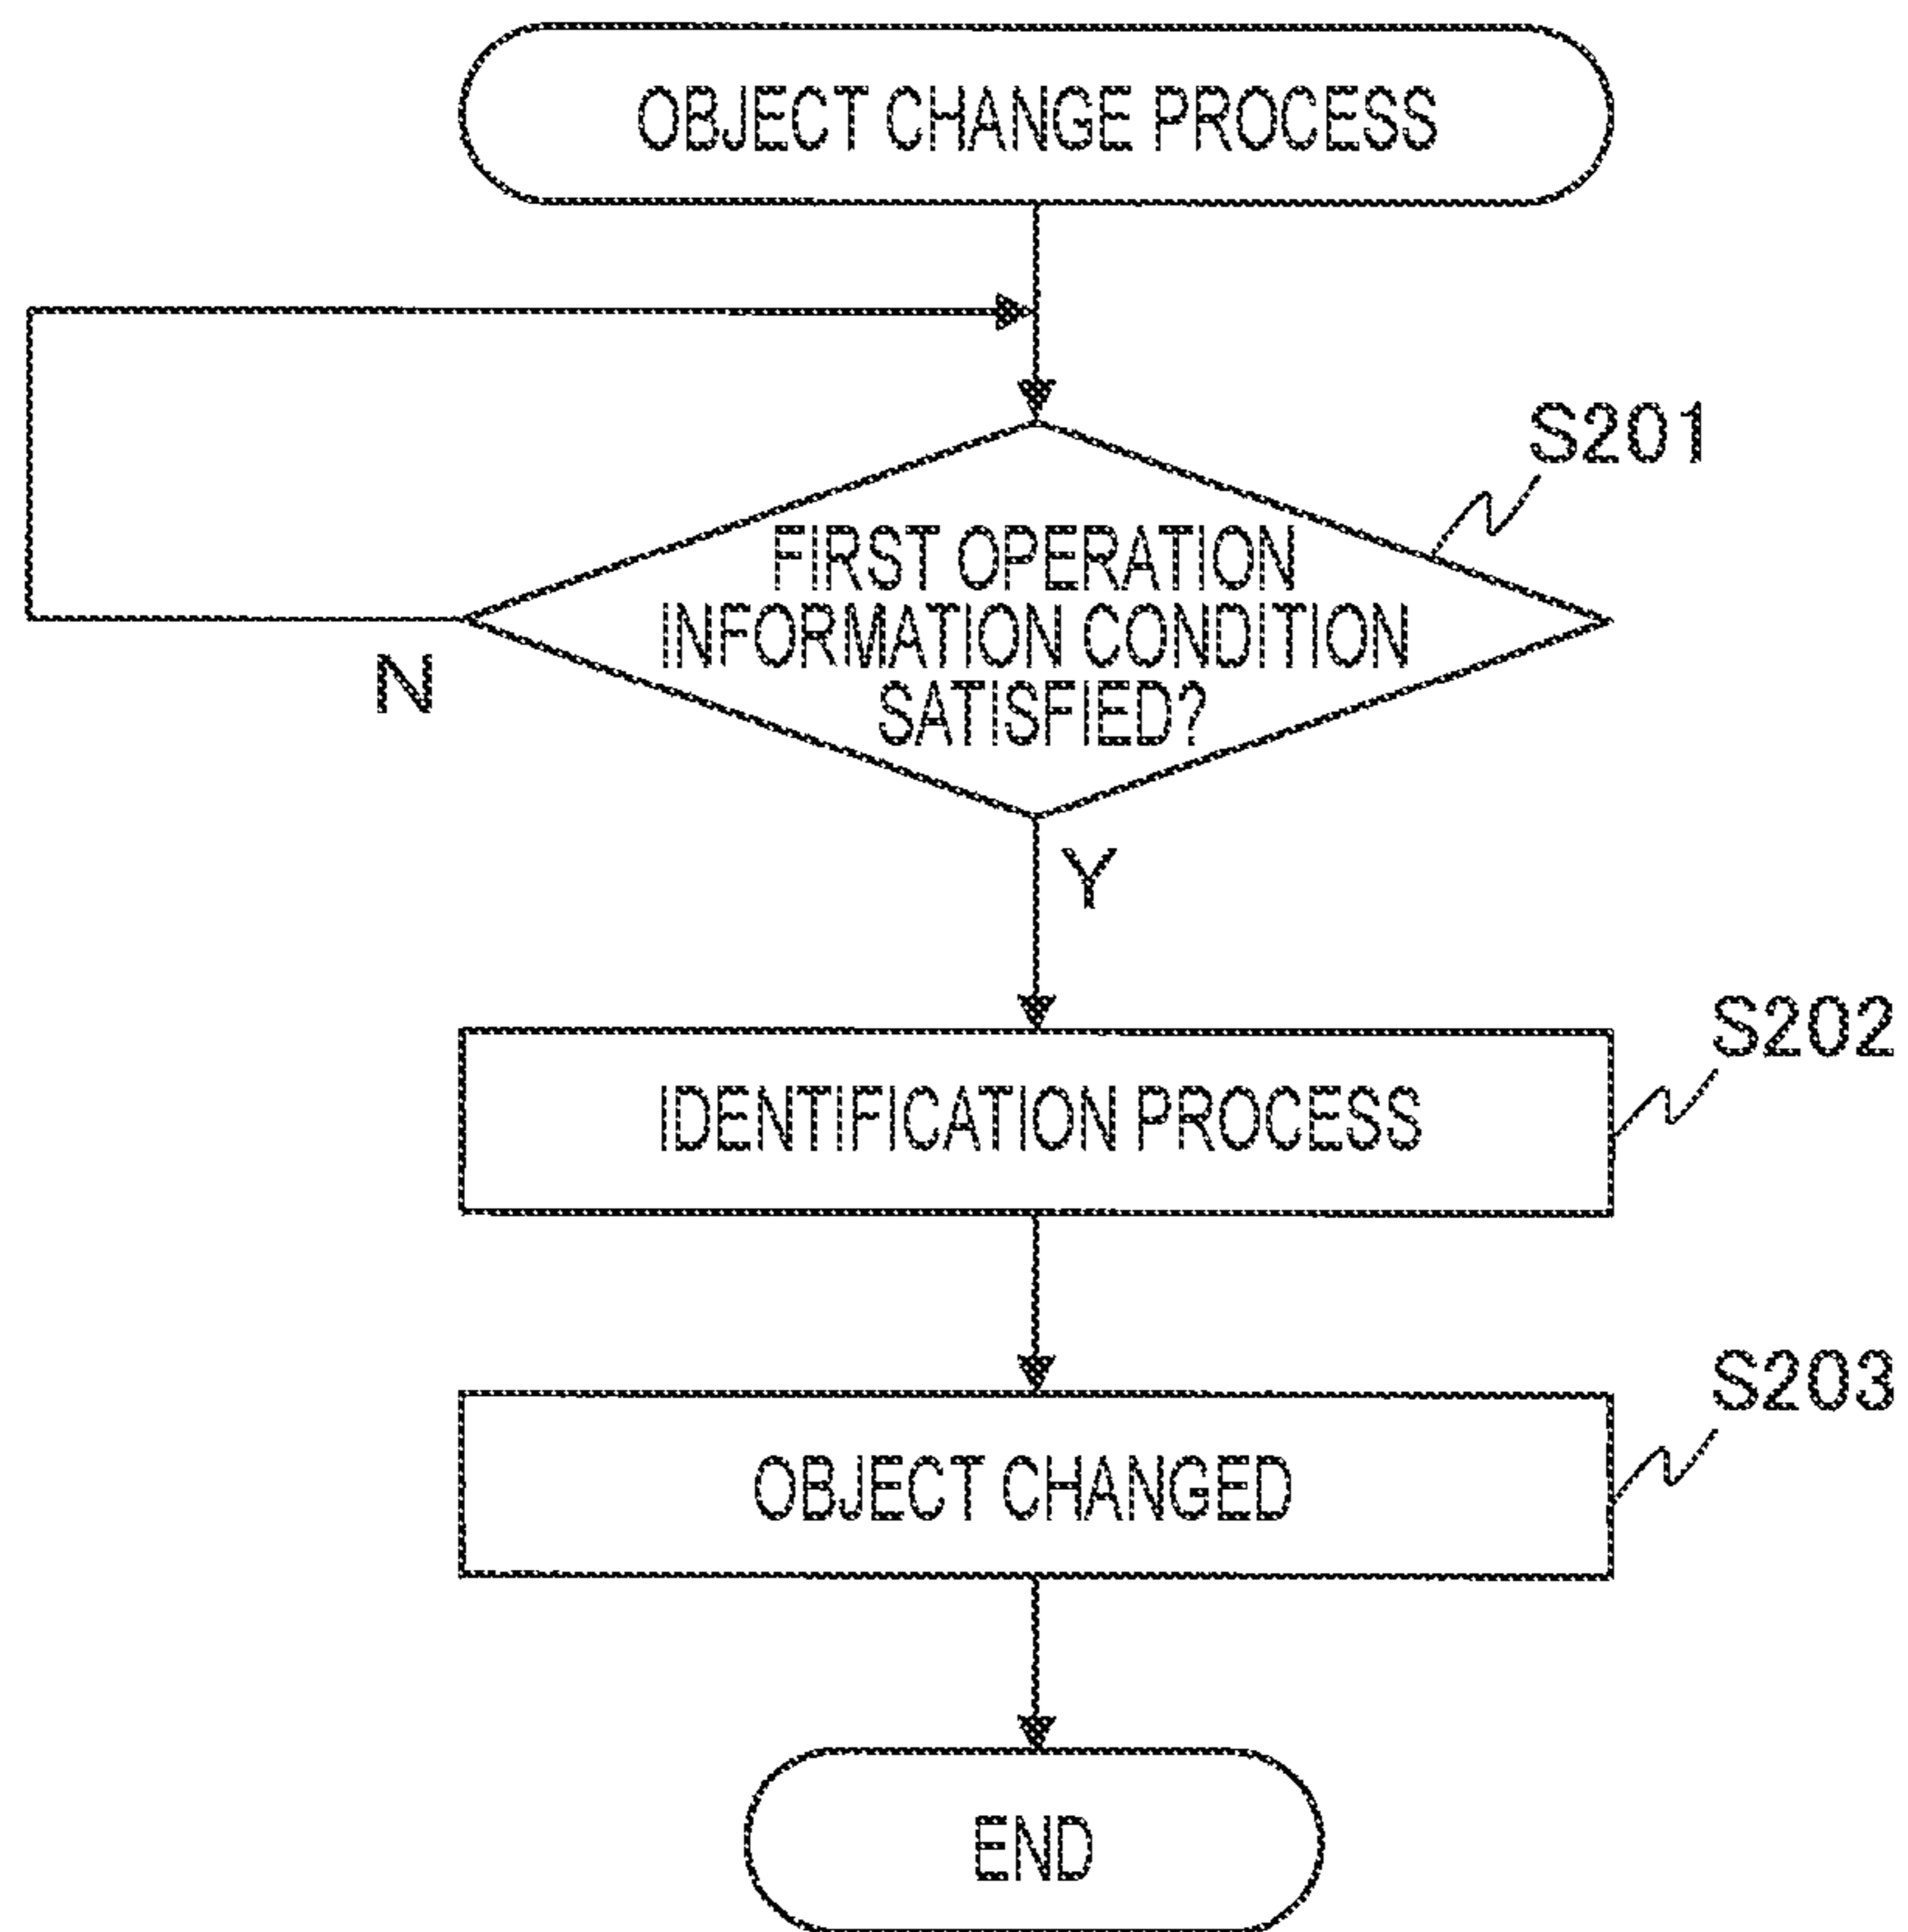 OBJECT CHANGE PROCESS
S201
FIRST OPERATION
INFORMATION CONDITION
SATISFIED?
N
Y
S202
IDENTIFICATION PROCESS
S203
OBJECT CHANGED
END